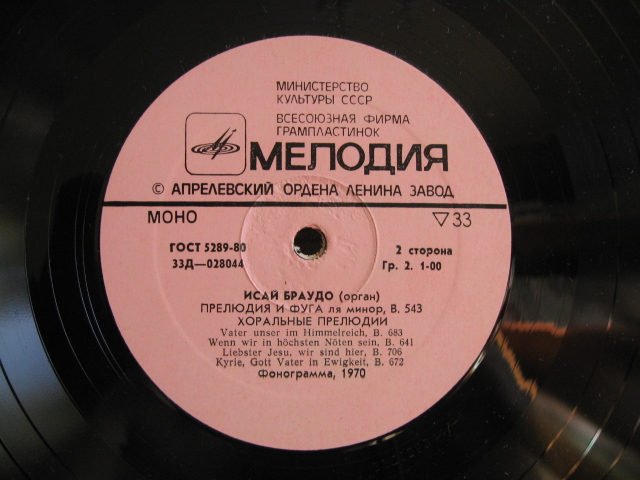 МИНИСТЕРСТВО
КУЛЬТУРЫ СССР
ВСЕСОЮЗНАЯ ФИРМА
ГРАМПЛАСТИНОК
МЕЛОДИЯ
© АПРЕЛЕВСКИЙ ОРДЕНА ЛЕНИНА ЗАВОД
МОНО ▽33
ГОСТ 5289-80 2 сторона
33Д—028044 Гр. 2. 1-00
ИСАЙ БРАУДО (орган)
ПРЕЛЮДИЯ И ФУГА ля минор, В. 543
ХОРАЛЬНЫЕ ПРЕЛЮДИИ
Vater unser im Himmelreich, B. 683
Wenn wir in höchsten Nöten sein, B. 641
Liebster Jesu, wir sind hier, B. 706
Kyrie, Gott Vater in Ewigkeit, B. 672
Фонограмма, 1970